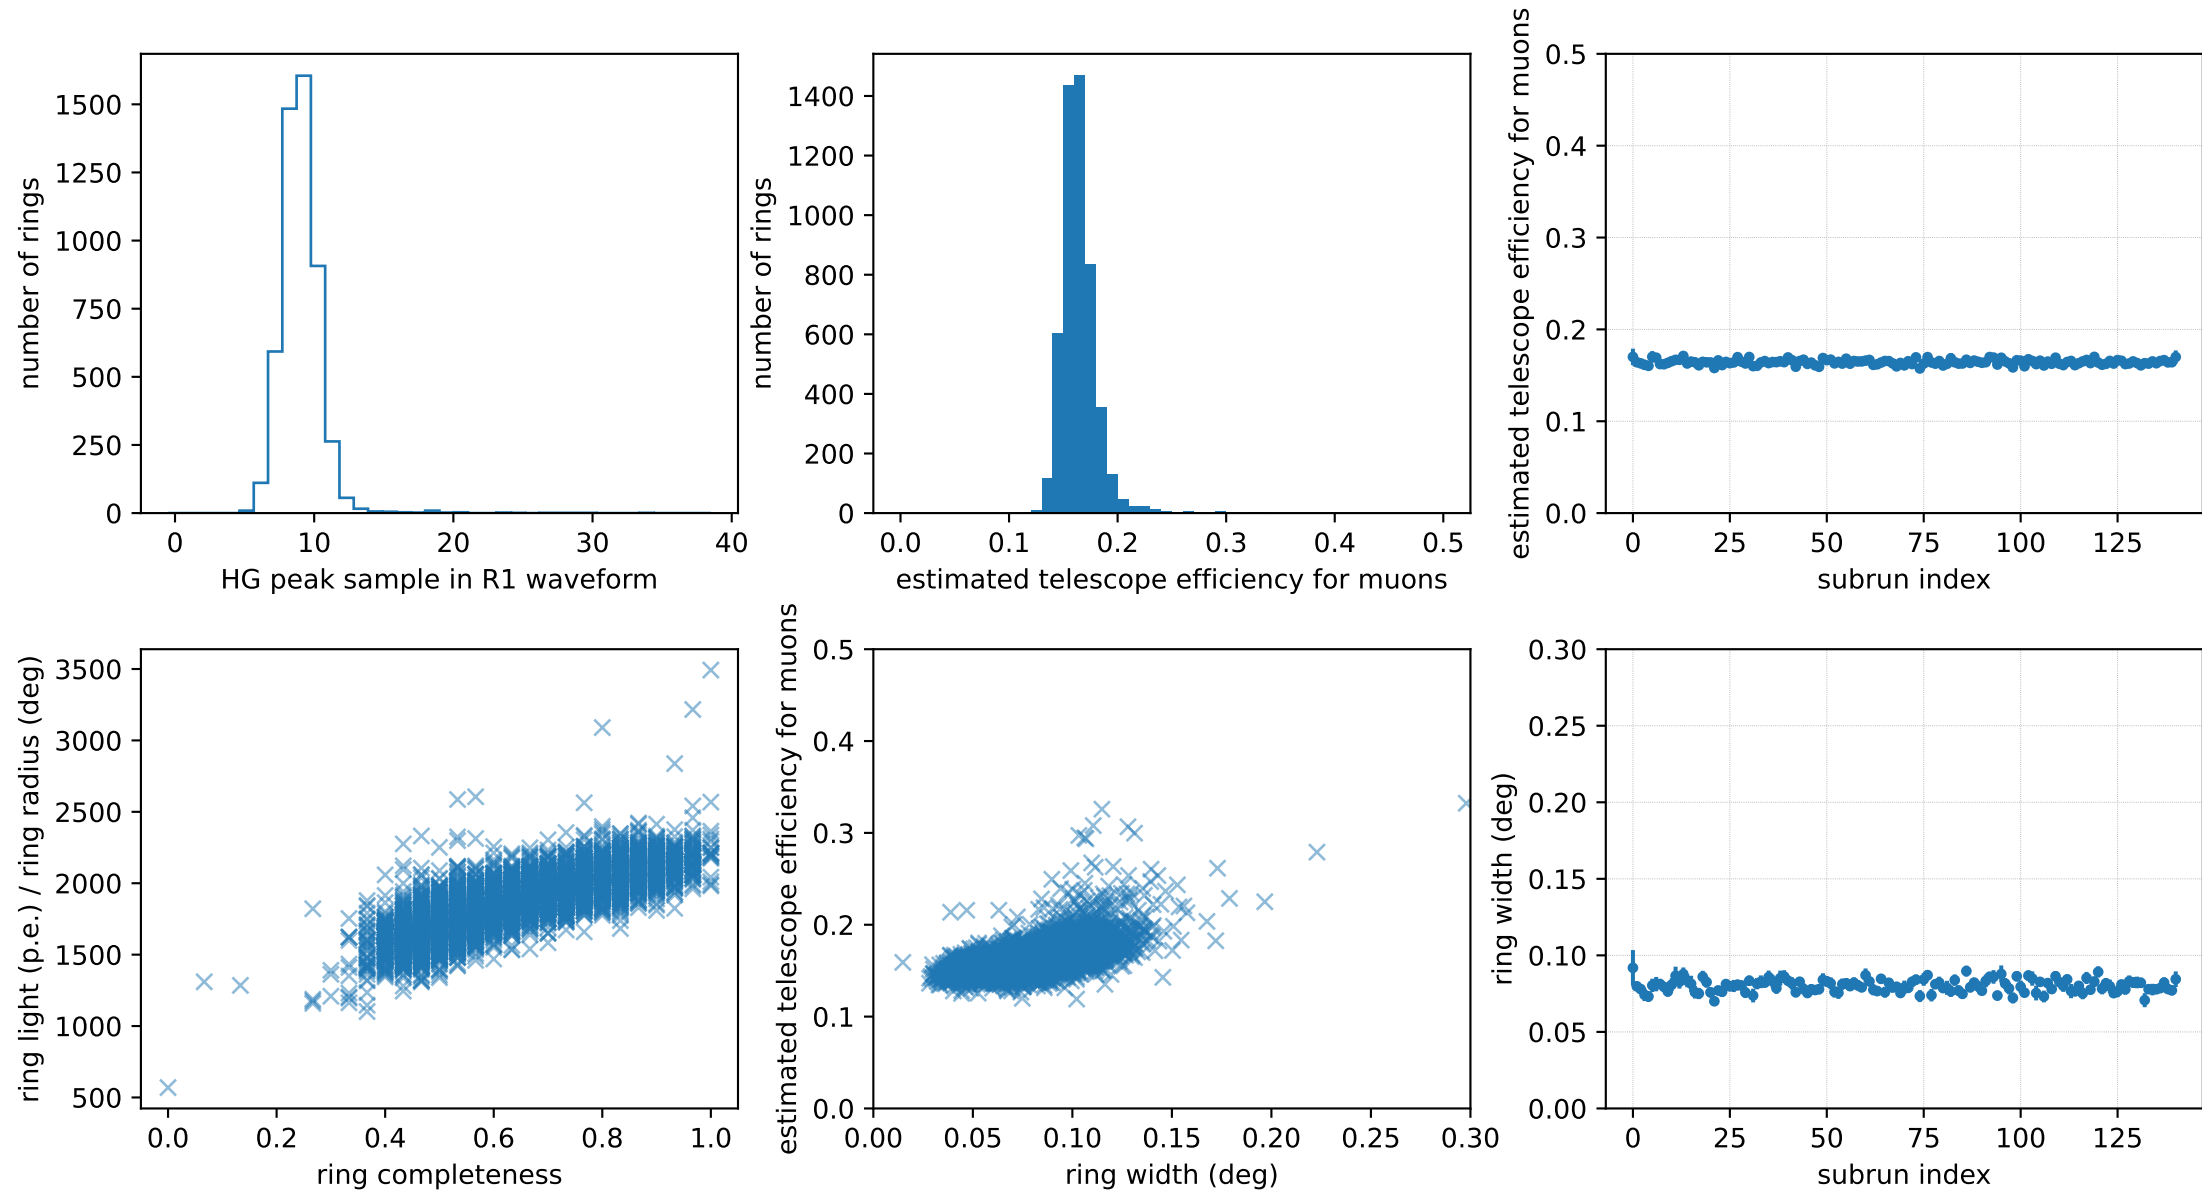 number of rings
1500
1250
1000
750
500
250
0
0 10 20 30 40
HG peak sample in R1 waveform
number of rings
1400
1200
1000
800
600
400
200
0
0.0 0.1 0.2 0.3 0.4 0.5
estimated telescope efficiency for muons
estimated telescope efficiency for muons
0.5
0.4
0.3
0.2
0.1
0.0
0 25 50 75 100 125
subrun index
ring light (p.e.) / ring radius (deg)
3500
3000
2500
2000
1500
1000
500
0.0 0.2 0.4 0.6 0.8 1.0
ring completeness
estimated telescope efficiency for muons
0.5
0.4
0.3
0.2
0.1
0.0
0.00 0.05 0.10 0.15 0.20 0.25 0.30
ring width (deg)
ring width (deg)
0.30
0.25
0.20
0.15
0.10
0.05
0.00
0 25 50 75 100 125
subrun index